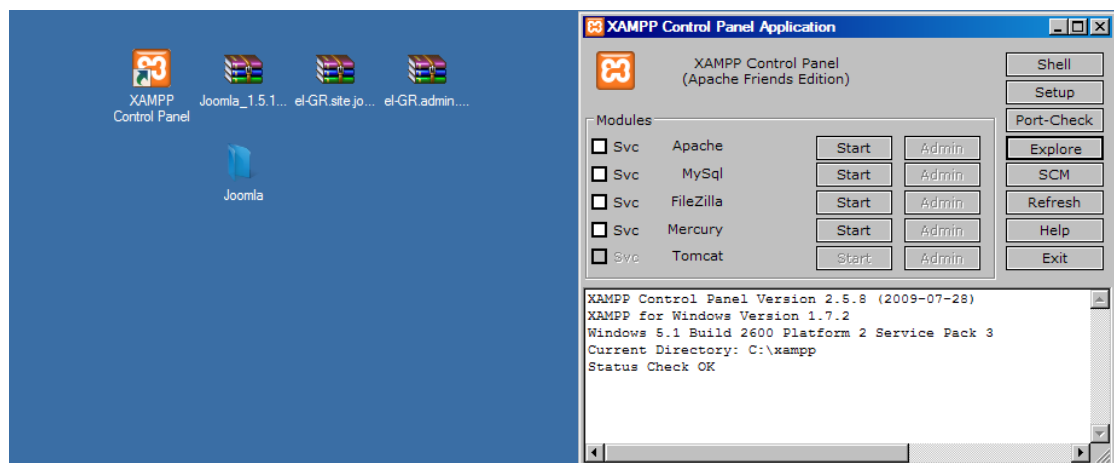 XAMPP
Control Panel
Joomla_1.5.1...
el-GR.site.jo...
el-GR.admin....
Joomla
XAMPP Control Panel Application
XAMPP Control Panel
(Apache Friends Edition)
Shell
Setup
Port-Check
Explore
SCM
Refresh
Help
Exit
Modules
Svc Apache Start Admin
Svc MySql Start Admin
Svc FileZilla Start Admin
Svc Mercury Start Admin
Svc Tomcat Start Admin
XAMPP Control Panel Version 2.5.8 (2009-07-28)
XAMPP for Windows Version 1.7.2
Windows 5.1 Build 2600 Platform 2 Service Pack 3
Current Directory: C:\xampp
Status Check OK